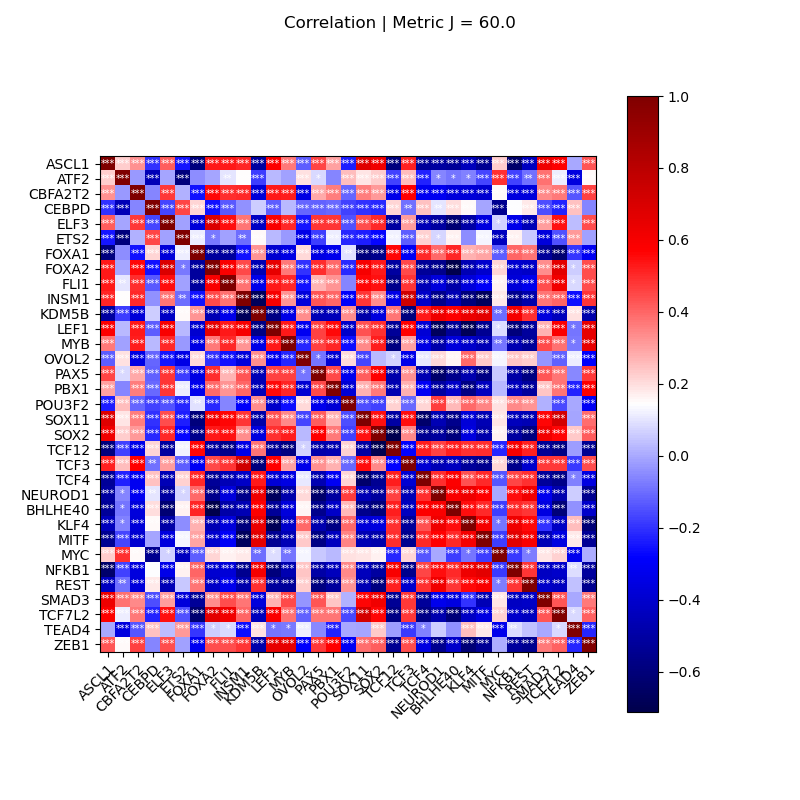 Correlation | Metric J = 60.0
ASCL1
ATF2
CBFA2T2
CEBPD
ELF3
ETS2
FOXA1
FOXA2
FLI1
INSM1
KDM5B
LEF1
MYB
OVOL2
PAX5
PBX1
POU3F2
SOX11
SOX2
TCF12
TCF3
TCF4
NEUROD1
BHLHE40
KLF4
MITF
MYC
NFKB1
REST
SMAD3
TCF7L2
TEAD4
ZEB1
ASCL1
ATF2
CBFA2T2
CEBPD
ELF3
ETS2
FOXA1
FOXA2
FLI1
INSM1
KDM5B
LEF1
MYB
OVOL2
PAX5
PBX1
POU3F2
SOX11
SOX2
TCF12
TCF3
TCF4
NEUROD1
BHLHE40
KLF4
MITF
MYC
NFKB1
REST
SMAD3
TCF7L2
TEAD4
ZEB1
1.0
0.8
0.6
0.4
0.2
0.0
−0.2
−0.4
−0.6